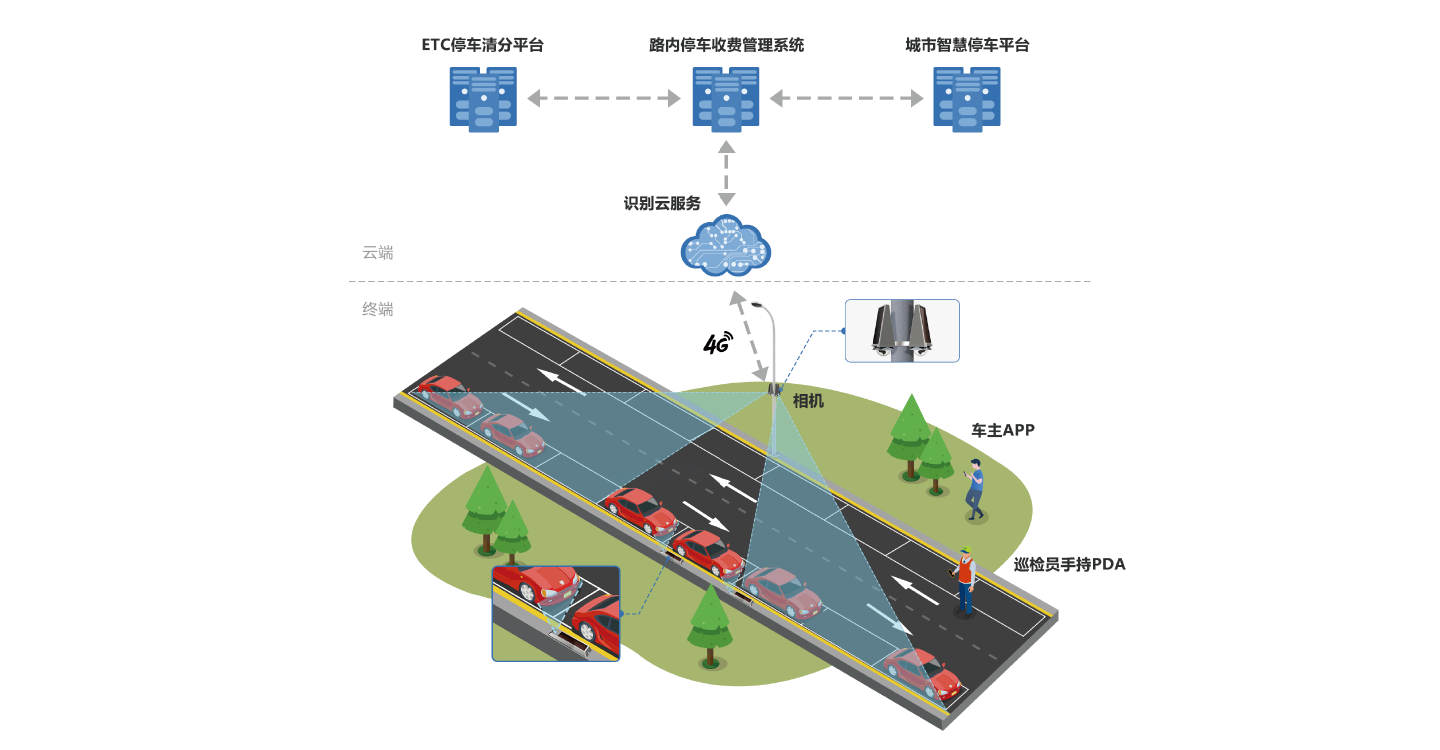 ETC停车清分平台
路内停车收费管理系统
城市智慧停车平台
识别云服务
云端
终端
4G
相机
车主APP
巡检员手持PDA